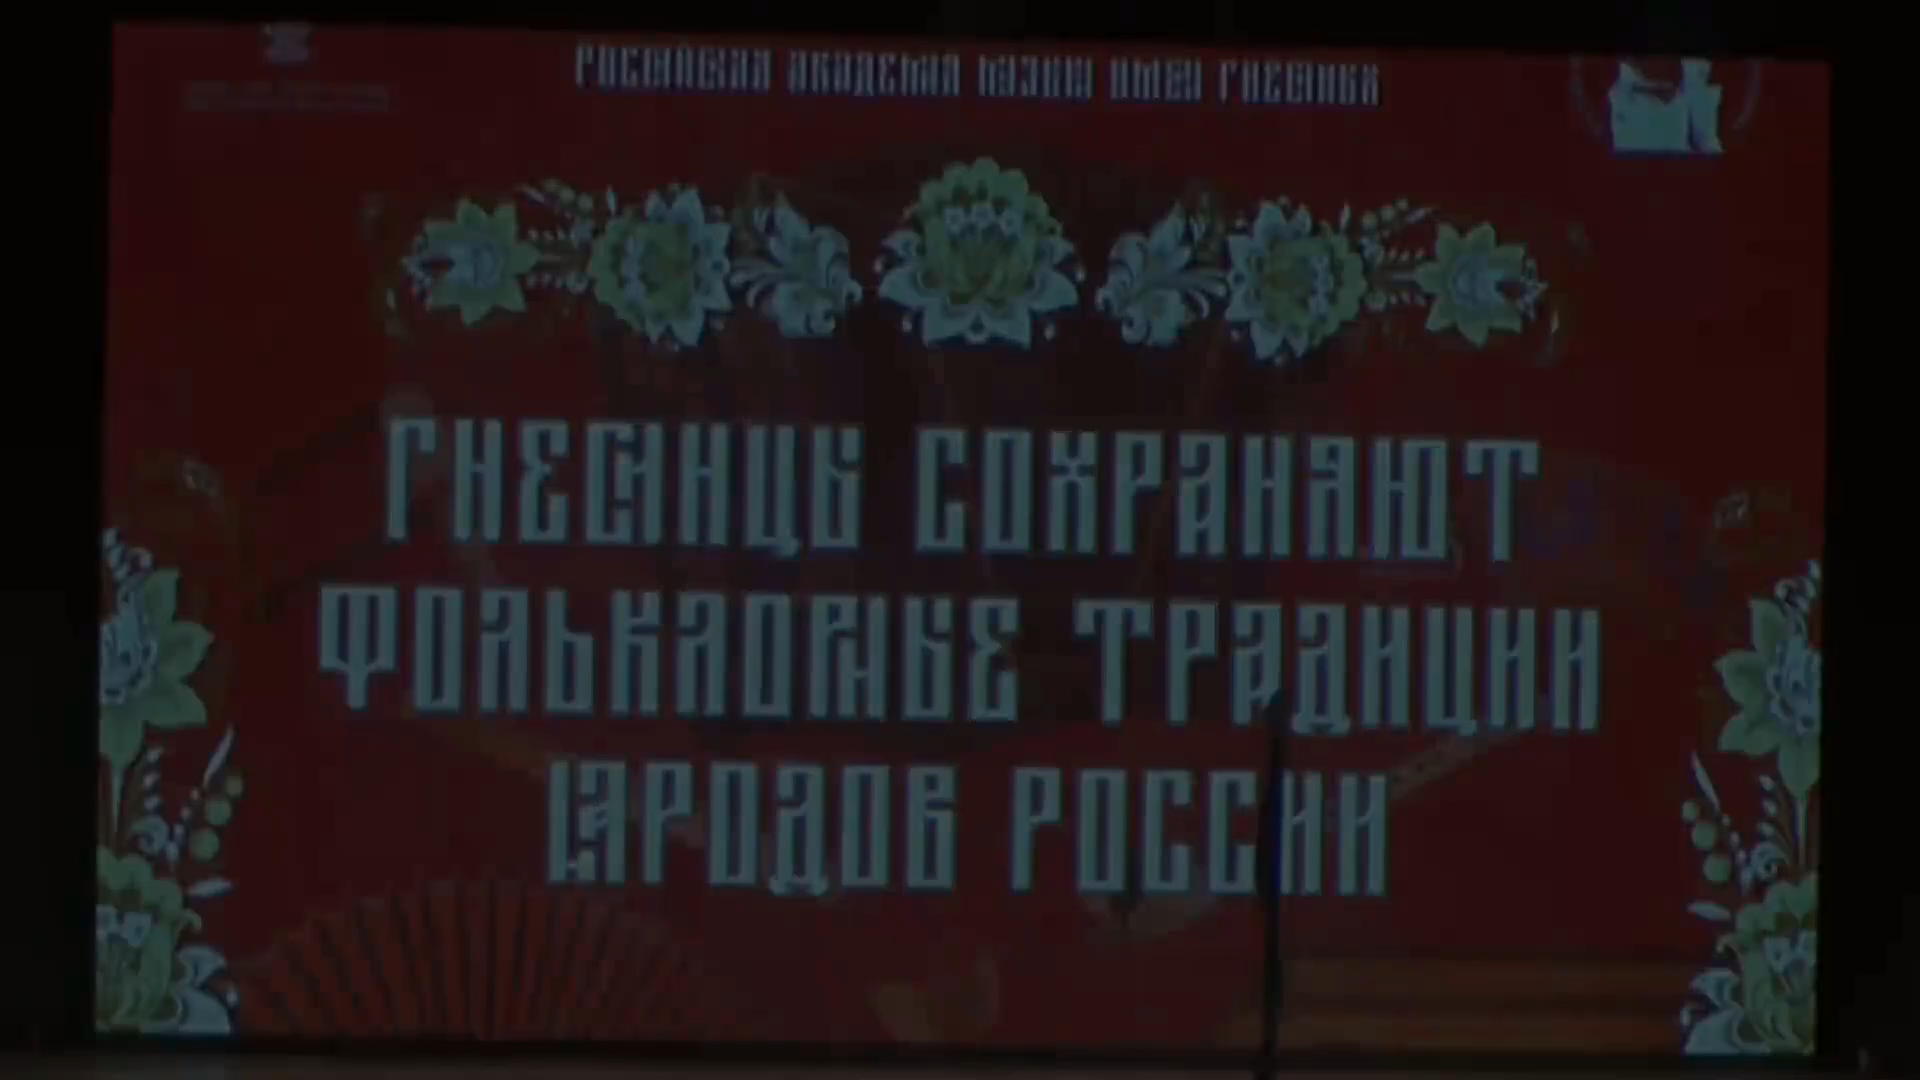 РОССИЙСКАЯ АКАДЕМИЯ МУЗЫКИ ИМЕНИ ГНЕСИНЫХ
ГНЕСИНЦЫ СОХРАНЯЮТ
ФОЛЬКЛОРНЫЕ ТРАДИЦИИ
НАРОДОВ РОССИИ